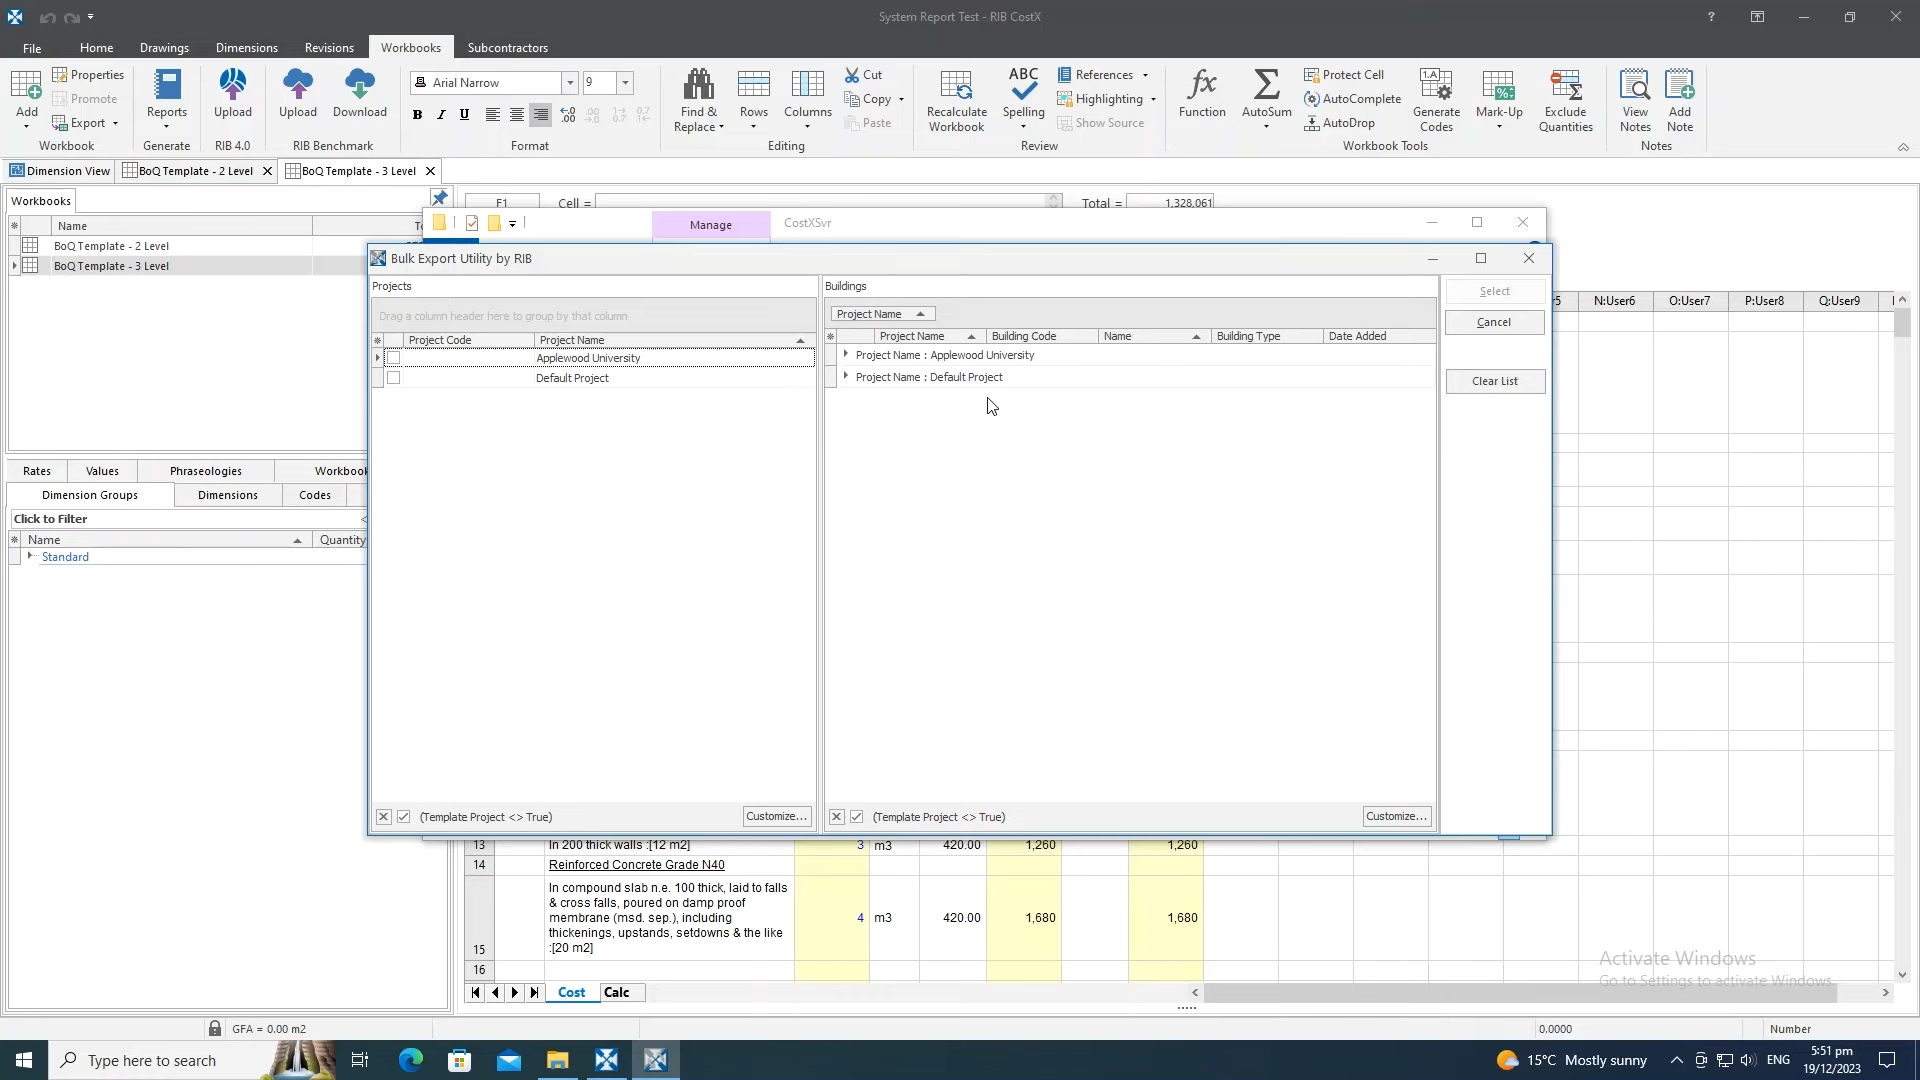 System Report Test - RIB CostX
?
File Home Drawings Dimensions Revisions Workbooks Subcontractors
Add
Properties
Promote
Export
Workbook
Reports
Generate
Upload
RIB 4.0
Upload Download
RIB Benchmark
Arial Narrow 9
B I U
Format
Find & Replace
Rows
Columns
Cut
Copy
Paste
Editing
Recalculate Workbook
ABC
Spelling
References
Highlighting
Show Source
Review
fx
Function
Σ
AutoSum
Protect Cell
AutoComplete
AutoDrop
Generate Codes
Mark-Up
Exclude Quantities
Workbook Tools
View Notes
Add Note
Notes
Dimension View BoQ Template - 2 Level BoQ Template - 3 Level
Workbooks
F1 Cell = Total = 1,328,061
Name
BoQ Template - 2 Level
BoQ Template - 3 Level
Manage CostXSvr
Bulk Export Utility by RIB
Projects
Drag a column header here to group by that column
Project Code Project Name
Applewood University
Default Project
(Template Project <> True) Customize...
Buildings
Project Name
Project Name Building Code Name Building Type Date Added
Project Name : Applewood University
Project Name : Default Project
(Template Project <> True) Customize...
Select
Cancel
Clear List
N:User6 O:User7 P:User8 Q:User9
Rates Values Phraseologies
Dimension Groups Dimensions Codes
Click to Filter
Name Quantity
Standard
13 In 200 thick walls :[12 m2] 3 m3 420.00 1,260 1,260
14 Reinforced Concrete Grade N40
In compound slab n.e. 100 thick, laid to falls
& cross falls, poured on damp proof
membrane (msd. sep.), including
thickenings, upstands, setdowns & the like
:[20 m2]
15 4 m3 420.00 1,680 1,680
16
Cost Calc
Activate Windows
Go to Settings to activate Windows.
GFA = 0.00 m2 0.0000 Number
Type here to search
15°C Mostly sunny
ENG
5:51 pm
19/12/2023